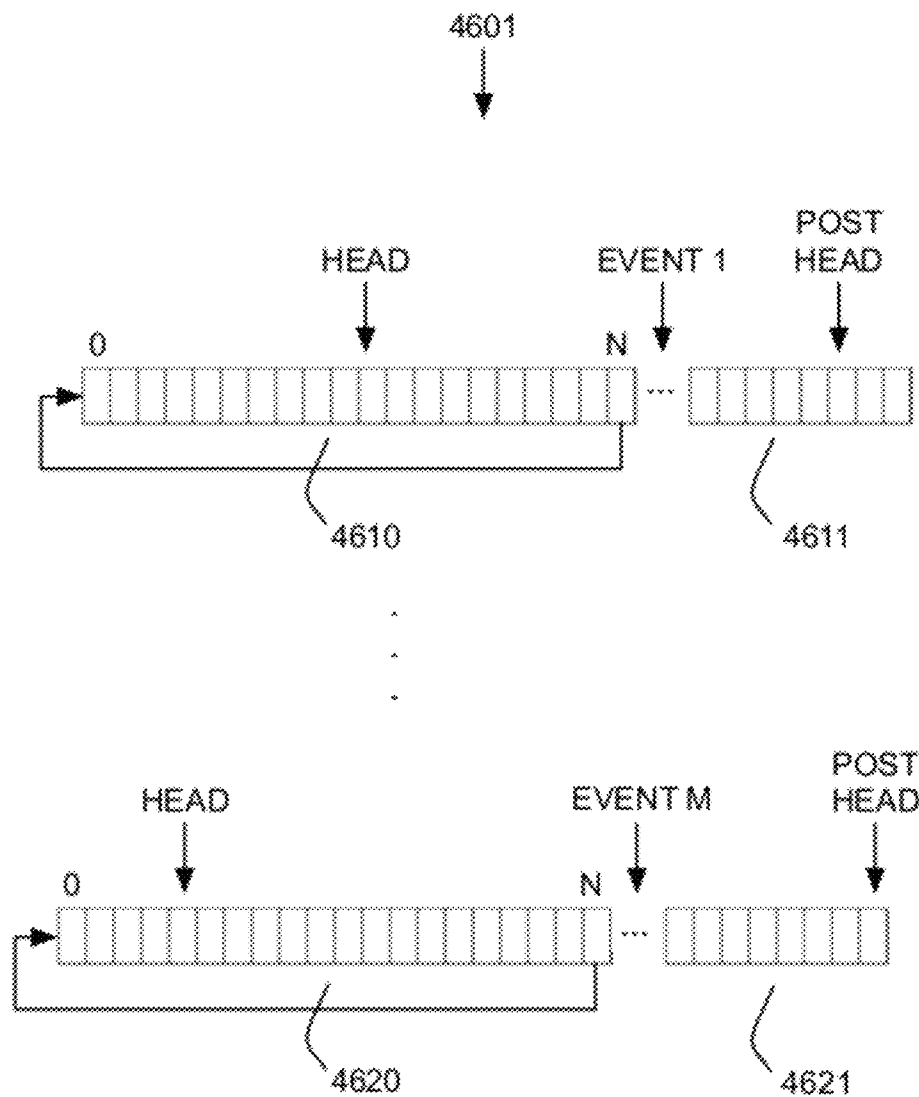 4601
HEAD
EVENT 1
POST
HEAD
0
N
...
4610
4611
HEAD
EVENT M
POST
HEAD
0
N
...
4620
4621